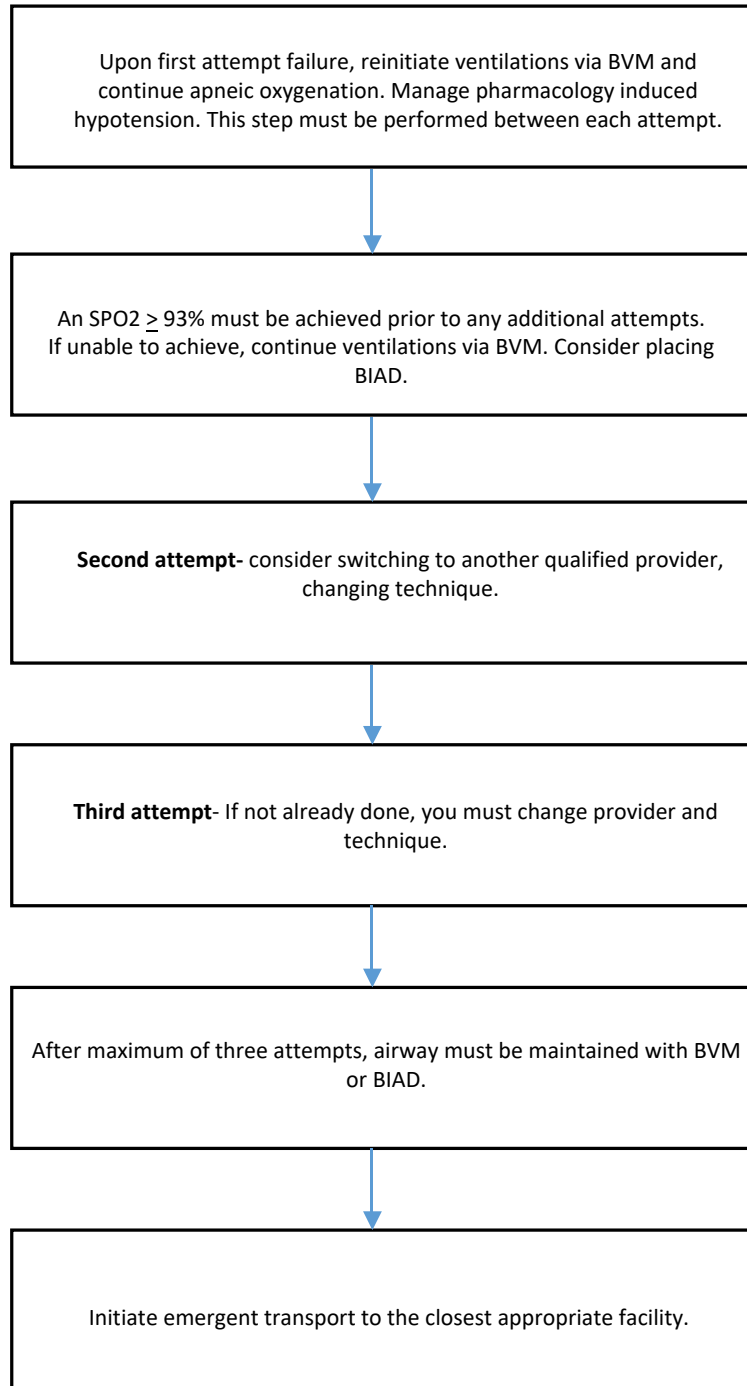 Upon first attempt failure, reinitiate ventilations via BVM and
continue apneic oxygenation. Manage pharmacology induced
hypotension. This step must be performed between each attempt.
An SPO2 > 93% must be achieved prior to any additional attempts.
If unable to achieve, continue ventilations via BVM. Consider placing
BIAD.
Second attempt- consider switching to another qualified provider,
changing technique.
Third attempt- If not already done, you must change provider and
technique.
After maximum of three attempts, airway must be maintained with BVM
or BIAD.
Initiate emergent transport to the closest appropriate facility.